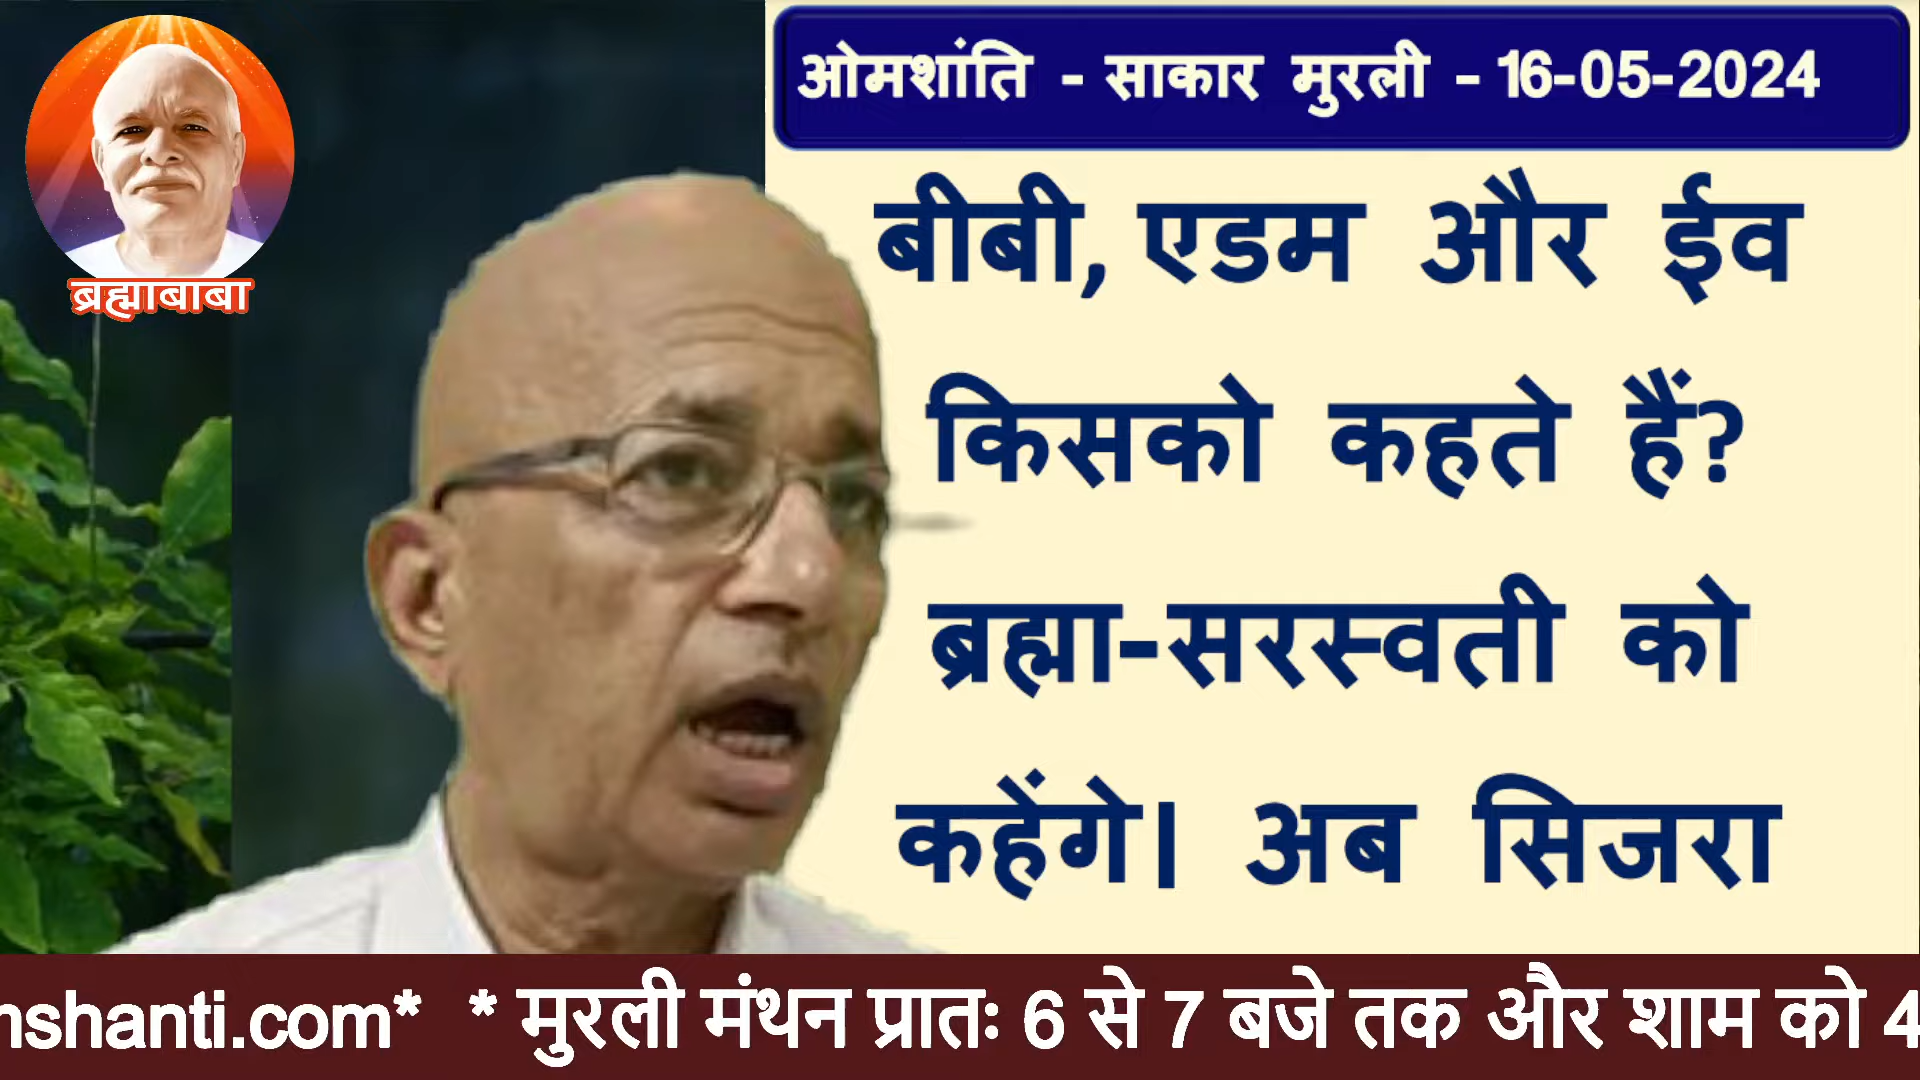 ओमशांति - साकार मुरली - 16-05-2024
ब्रह्माबाबा
बीबी, एडम और ईव
किसको कहते हैं?
ब्रह्मा-सरस्वती को
कहेंगे। अब सिजरा
nshanti.com* * मुरली मंथन प्रातः 6 से 7 बजे तक और शाम को 4